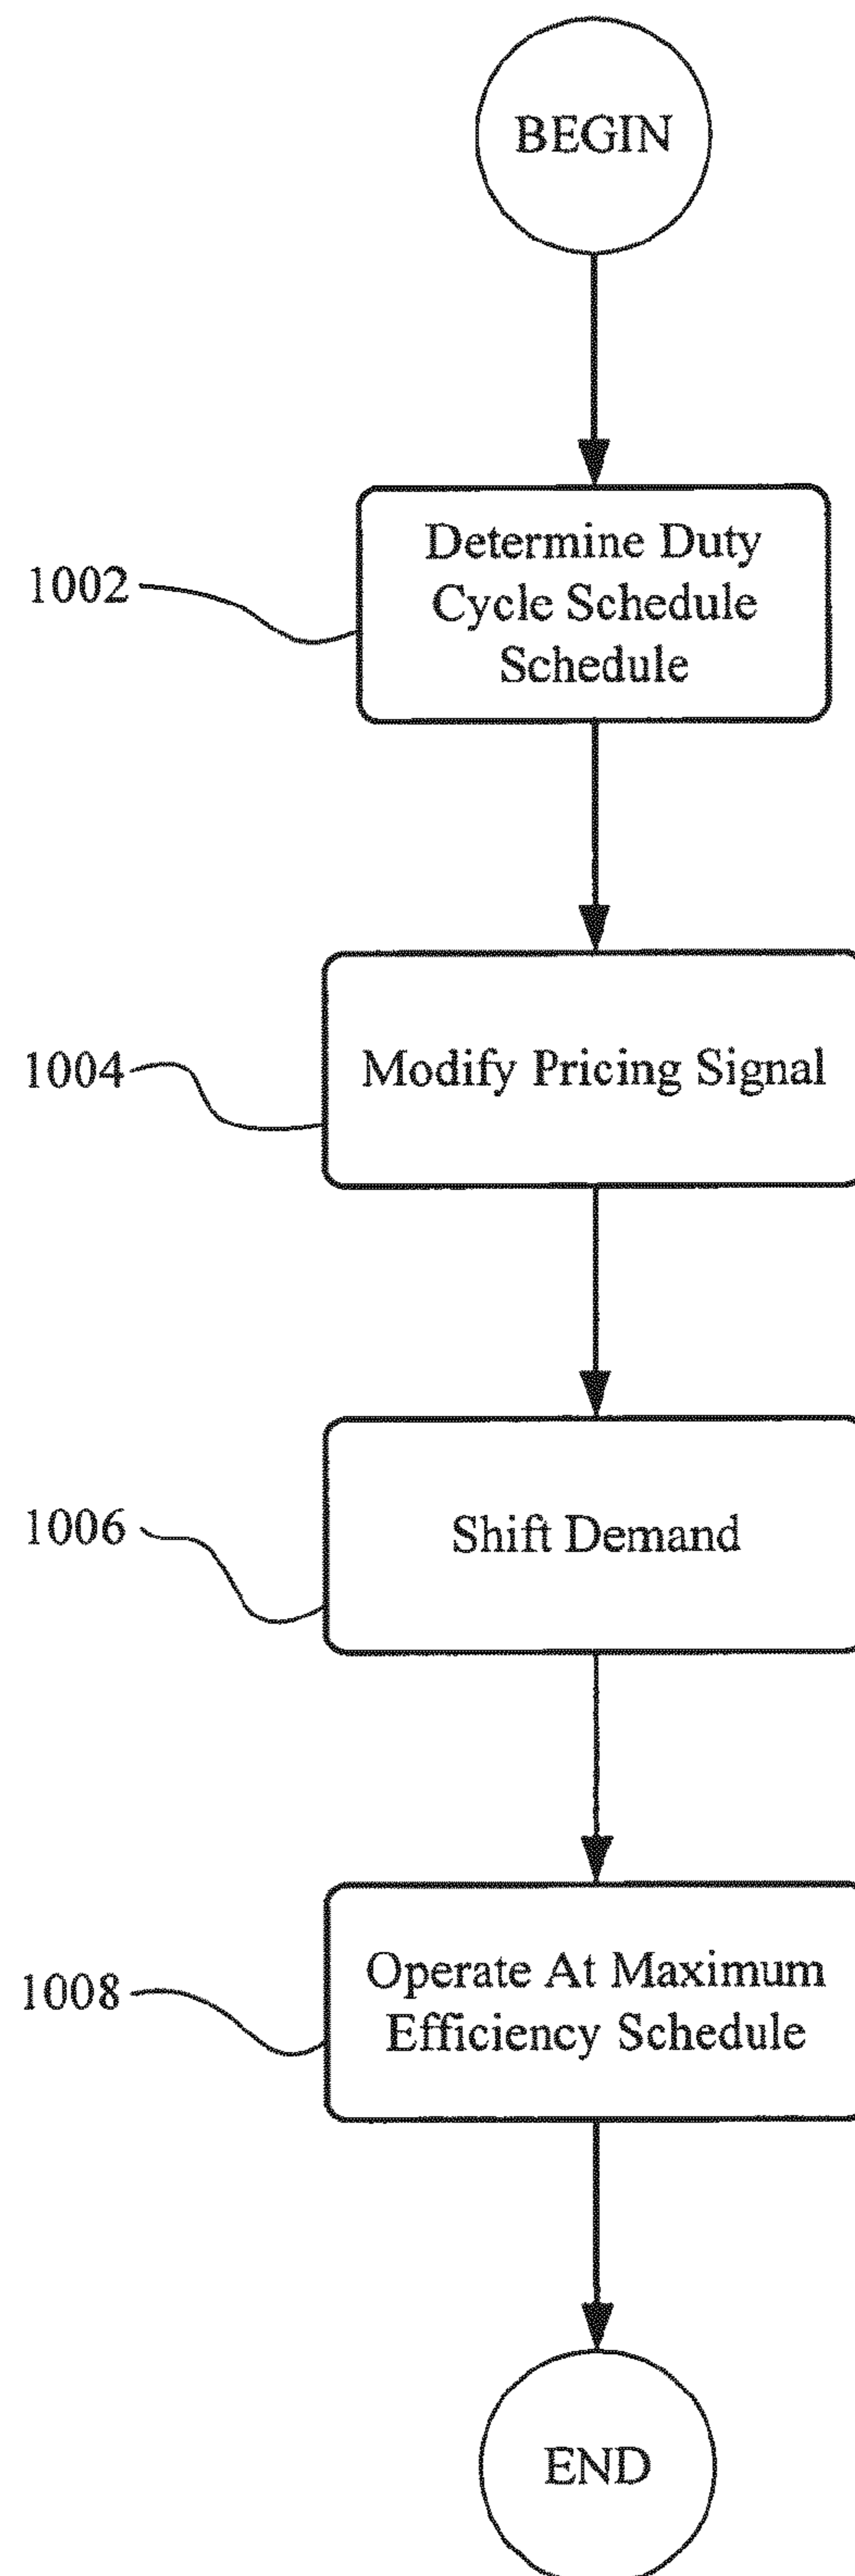 BEGIN
1002
Determine Duty
Cycle Schedule
Schedule
1004
Modify Pricing Signal
1006
Shift Demand
1008
Operate At Maximum
Efficiency Schedule
END